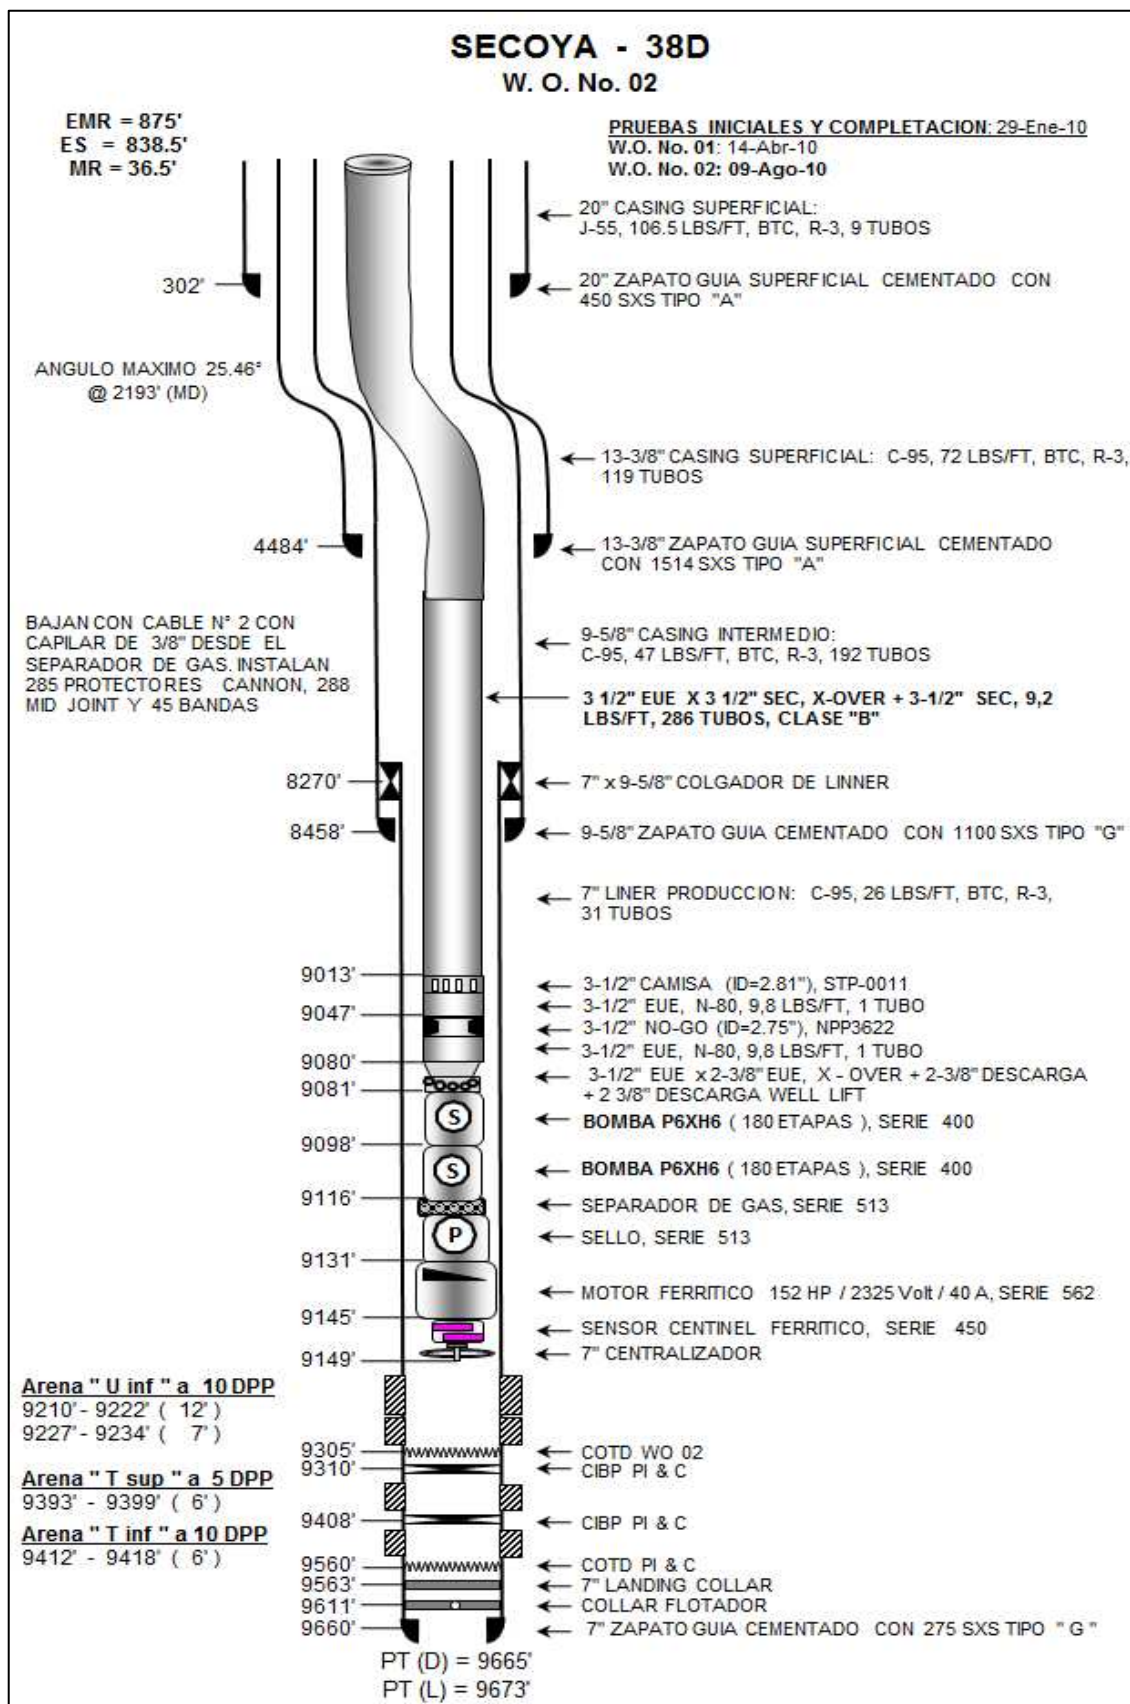 SECOYA - 38D
W. O. No. 02
EMR = 875'
ES = 838.5'
MR = 36.5'
PRUEBAS INICIALES Y COMPLETACION: 29-Ene-10
W.O. No. 01: 14-Abr-10
W.O. No. 02: 09-Ago-10
20" CASING SUPERFICIAL:
J-55, 106.5 LBS/FT, BTC, R-3, 9 TUBOS
302'
20" ZAPATO GUIA SUPERFICIAL CEMENTADO CON
450 SXS TIPO "A"
ANGULO MAXIMO 25.46°
@ 2193' (MD)
13-3/8" CASING SUPERFICIAL: C-95, 72 LBS/FT, BTC, R-3,
119 TUBOS
4484'
13-3/8" ZAPATO GUIA SUPERFICIAL CEMENTADO
CON 1514 SXS TIPO "A"
BAJAN CON CABLE N° 2 CON
CAPILAR DE 3/8" DESDE EL
SEPARADOR DE GAS. INSTALAN
285 PROTECTORES CANNON, 288
MID JOINT Y 45 BANDAS
9-5/8" CASING INTERMEDIO:
C-95, 47 LBS/FT, BTC, R-3, 192 TUBOS
3 1/2" EUE X 3 1/2" SEC, X-OVER + 3-1/2" SEC, 9,2
LBS/FT, 286 TUBOS, CLASE "B"
8270'
7" x 9-5/8" COLGADOR DE LINNER
8458'
9-5/8" ZAPATO GUIA CEMENTADO CON 1100 SXS TIPO "G"
7" LINER PRODUCCION: C-95, 26 LBS/FT, BTC, R-3,
31 TUBOS
9013'
3-1/2" CAMISA (ID=2.81"), STP-0011
3-1/2" EUE, N-80, 9,8 LBS/FT, 1 TUBO
9047'
3-1/2" NO-GO (ID=2.75"), NPP3622
3-1/2" EUE, N-80, 9,8 LBS/FT, 1 TUBO
9080'
3-1/2" EUE x 2-3/8" EUE, X - OVER + 2-3/8" DESCARGA
+ 2 3/8" DESCARGA WELL LIFT
9081'
S
BOMBA P6XH6 ( 180 ETAPAS ), SERIE 400
9098'
S
BOMBA P6XH6 ( 180 ETAPAS ), SERIE 400
9116'
SEPARADOR DE GAS, SERIE 513
P
SELLO, SERIE 513
9131'
MOTOR FERRITICO 152 HP / 2325 Volt / 40 A, SERIE 562
9145'
SENSOR CENTINEL FERRITICO, SERIE 450
9149'
7" CENTRALIZADOR
Arena " U inf " a 10 DPP
9210' - 9222' ( 12' )
9227' - 9234' ( 7' )
9305'
COTD WO 02
9310'
CIBP PI & C
Arena " T sup " a 5 DPP
9393' - 9399' ( 6' )
9408'
CIBP PI & C
Arena " T inf " a 10 DPP
9412' - 9418' ( 6' )
9560'
COTD PI & C
9563'
7" LANDING COLLAR
9611'
COLLAR FLOTADOR
9660'
7" ZAPATO GUIA CEMENTADO CON 275 SXS TIPO " G "
PT (D) = 9665'
PT (L) = 9673'